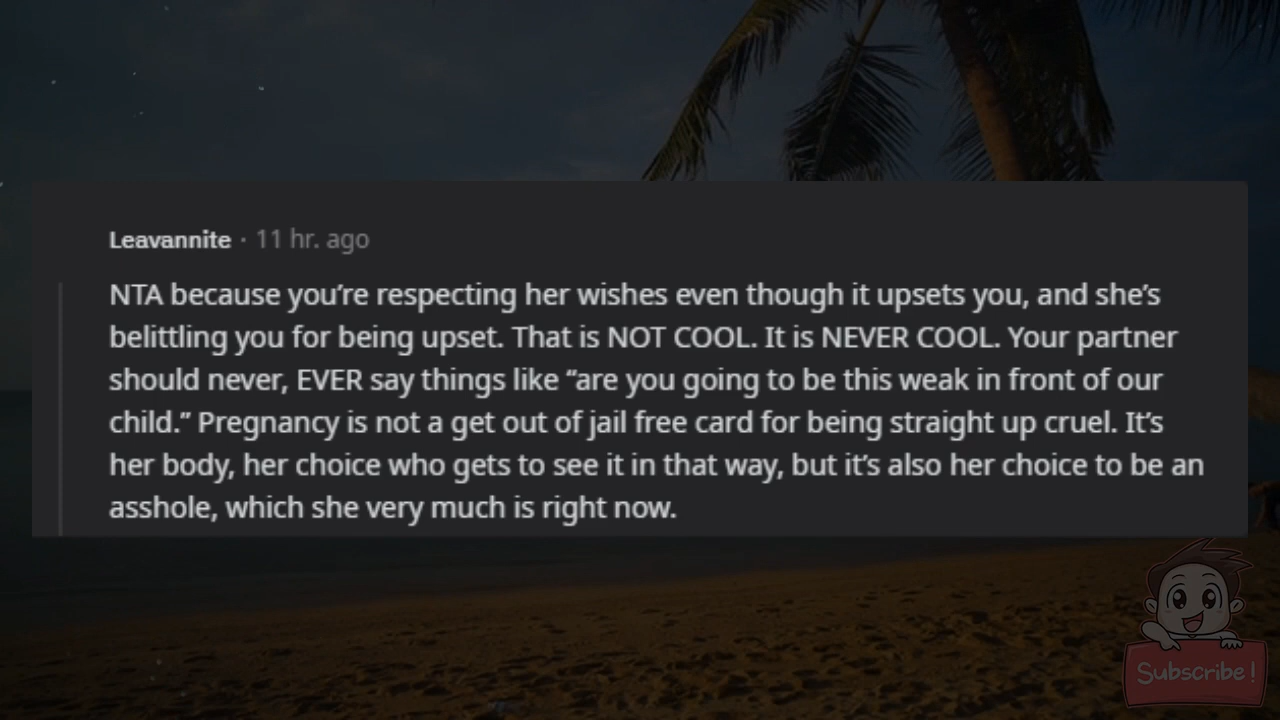 Leavannite · 11 hr. ago
NTA because you’re respecting her wishes even though it upsets you, and she’s
belittling you for being upset. That is NOT COOL. It is NEVER COOL. Your partner
should never, EVER say things like “are you going to be this weak in front of our
child.” Pregnancy is not a get out of jail free card for being straight up cruel. It’s
her body, her choice who gets to see it in that way, but it’s also her choice to be an
asshole, which she very much is right now.
Subscribe!